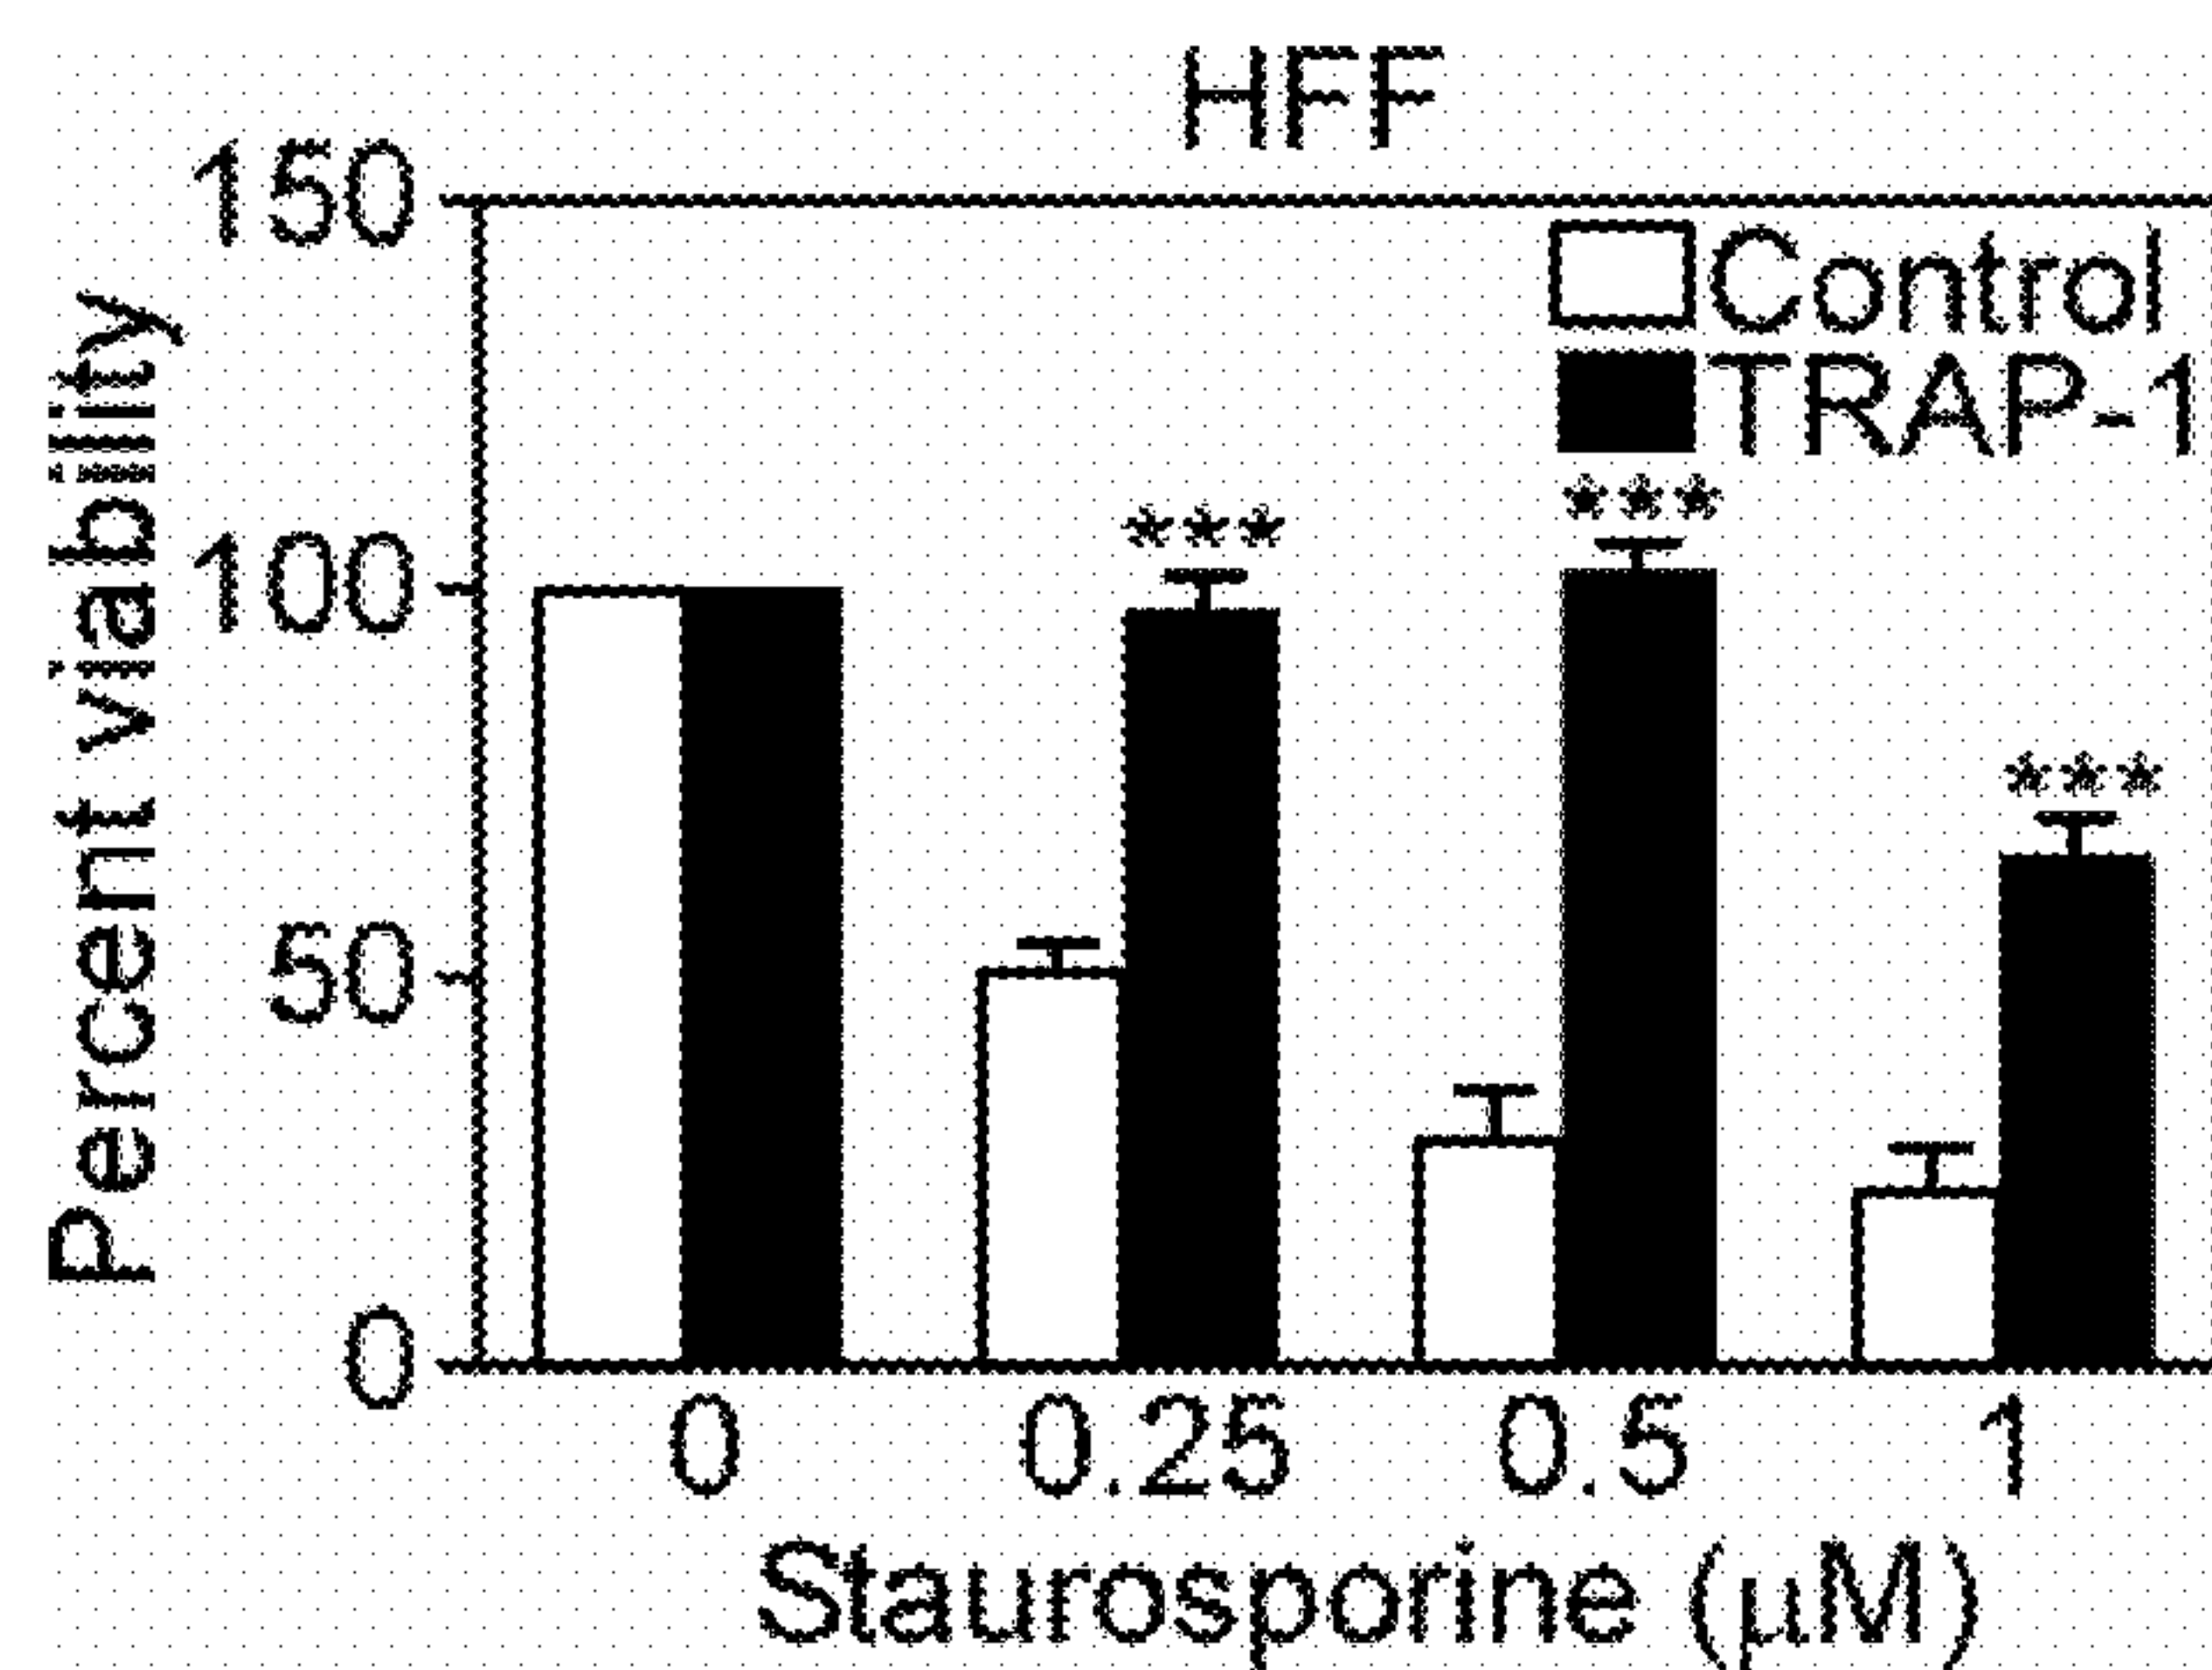 HFF
150
Control
TRAP-1
***
***
100
***
50
0
Percent viability
0 0.25 0.5 1
Staurosporine (µM)